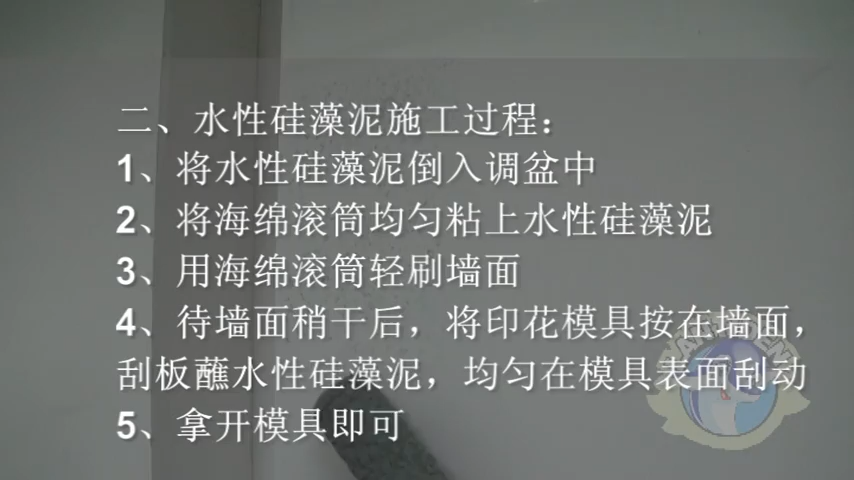 二、水性硅藻泥施工过程：
1、将水性硅藻泥倒入调盆中
2、将海绵滚筒均匀粘上水性硅藻泥
3、用海绵滚筒轻刷墙面
4、待墙面稍干后，将印花模具按在墙面，
刮板蘸水性硅藻泥，均匀在模具表面刮动
5、拿开模具即可